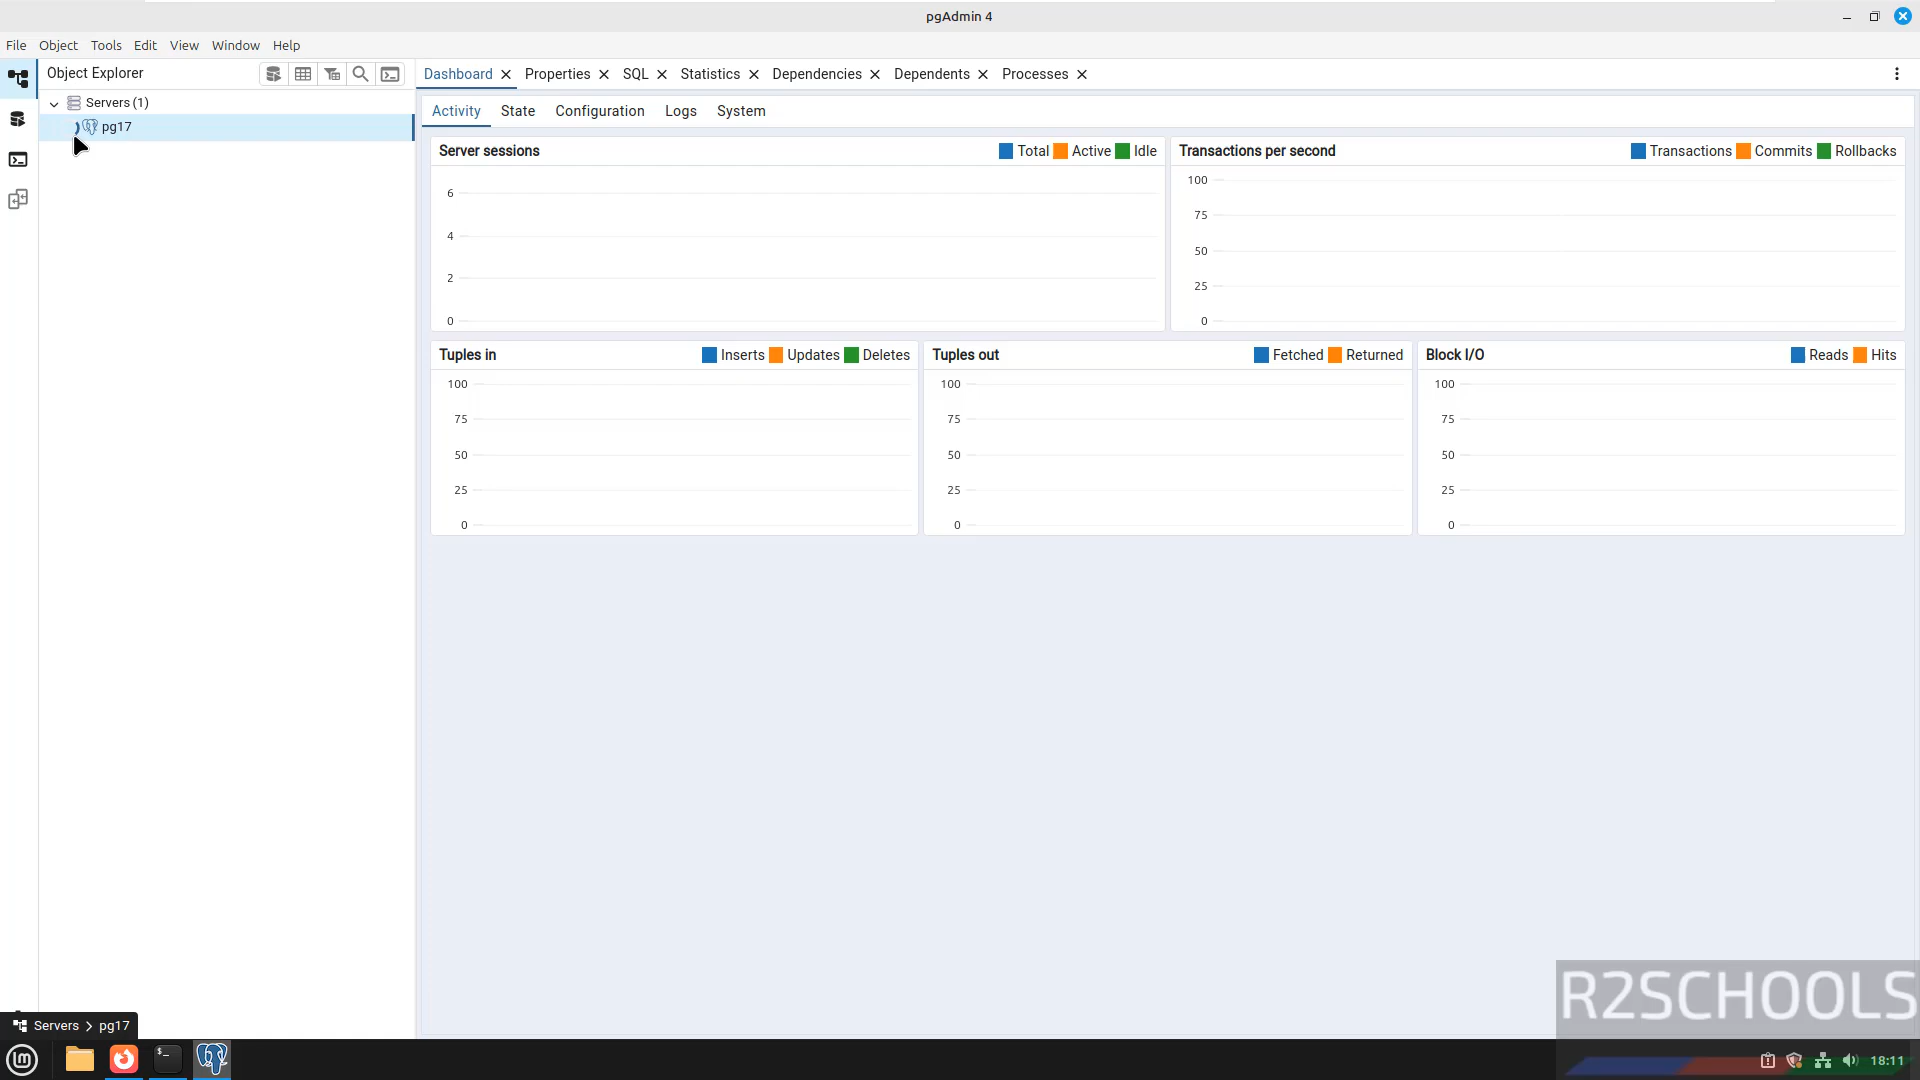 pgAdmin 4
File Object Tools Edit View Window Help
Object Explorer
Dashboard Properties SQL Statistics Dependencies Dependents Processes
Servers (1)
pg17
Activity State Configuration Logs System
Server sessions Total Active Idle
6
4
2
0
Transactions per second Transactions Commits Rollbacks
100
75
50
25
0
Tuples in Inserts Updates Deletes
100
75
50
25
0
Tuples out Fetched Returned
100
75
50
25
0
Block I/O Reads Hits
100
75
50
25
0
R2SCHOOLS
Servers > pg17
18:11